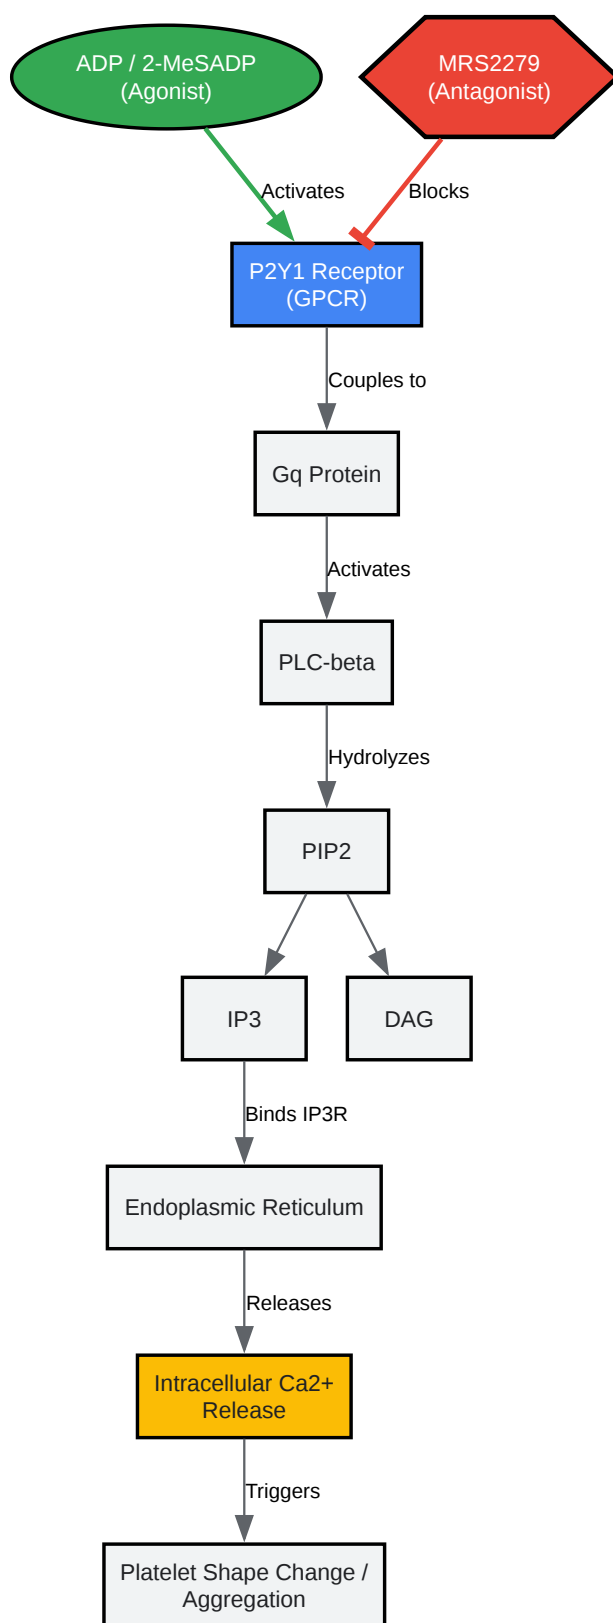 ADP / 2-MeSADP
(Agonist)
MRS2279
(Antagonist)
Activates
Blocks
P2Y1 Receptor
(GPCR)
Couples to
Gq Protein
Activates
PLC-beta
Hydrolyzes
PIP2
IP3
DAG
Binds IP3R
Endoplasmic Reticulum
Releases
Intracellular Ca2+
Release
Triggers
Platelet Shape Change /
Aggregation